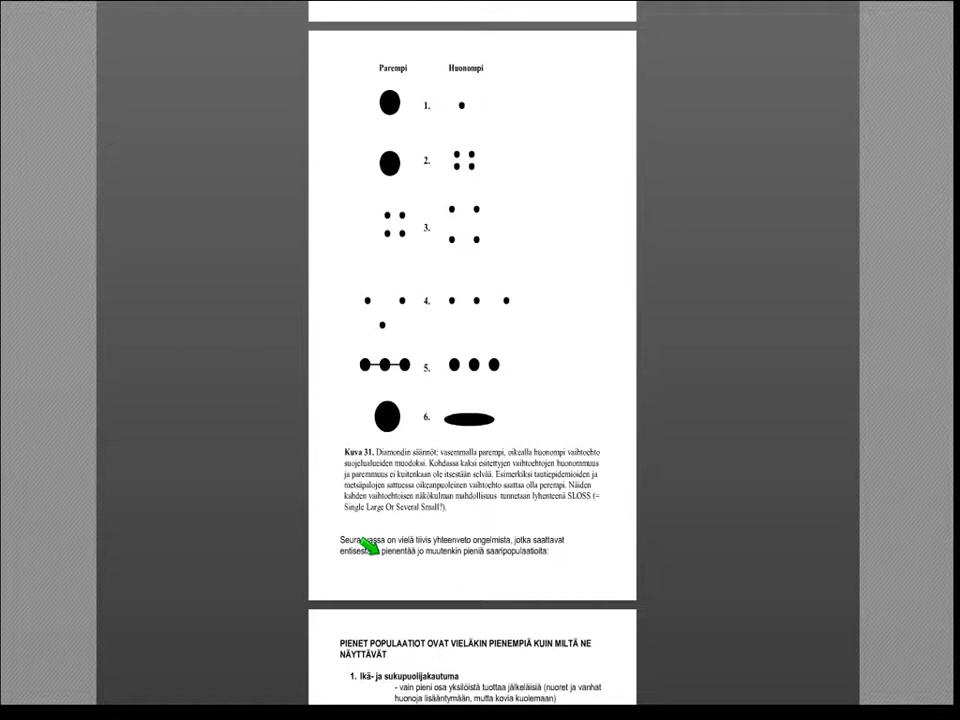 Parempi Huonompi
1.
2.
3.
4.
5.
6.
Kuva 31. Diamondin säännöt: vasemmalla parempi, oikealla huonompi vaihtoehto
suojelualueiden muodoksi. Kohdassa kaksi esitettyjen vaihtoehtojen huonommuus
ja paremmuus ei kuitenkaan ole itsestään selvää. Esimerkiksi tautiepidemioiden ja
metsäpalojen sattuessa oikeanpuoleinen vaihtoehto saattaa olla parempi. Näiden
kahden vaihtoehtoisen näkökulman mahdollisuus tunnetaan lyhenteenä SLOSS (=
Single Large Or Several Small?).
on vielä tiivis yhteenveto ongelmista, jotka saattavat
pienentää jo muutenkin pieniä saaripopulaatioita:
PIENET POPULAATIOT OVAT VIELÄKIN PIENEMPIÄ KUIN MILTÄ NE
NÄYTTÄVÄT
1. Ikä- ja sukupuolijakautuma
- vain pieni osa yksilöistä tuottaa jälkeläisiä (nuoret ja vanhat
huonoja lisääntymään, mutta kovia kuolemaan)